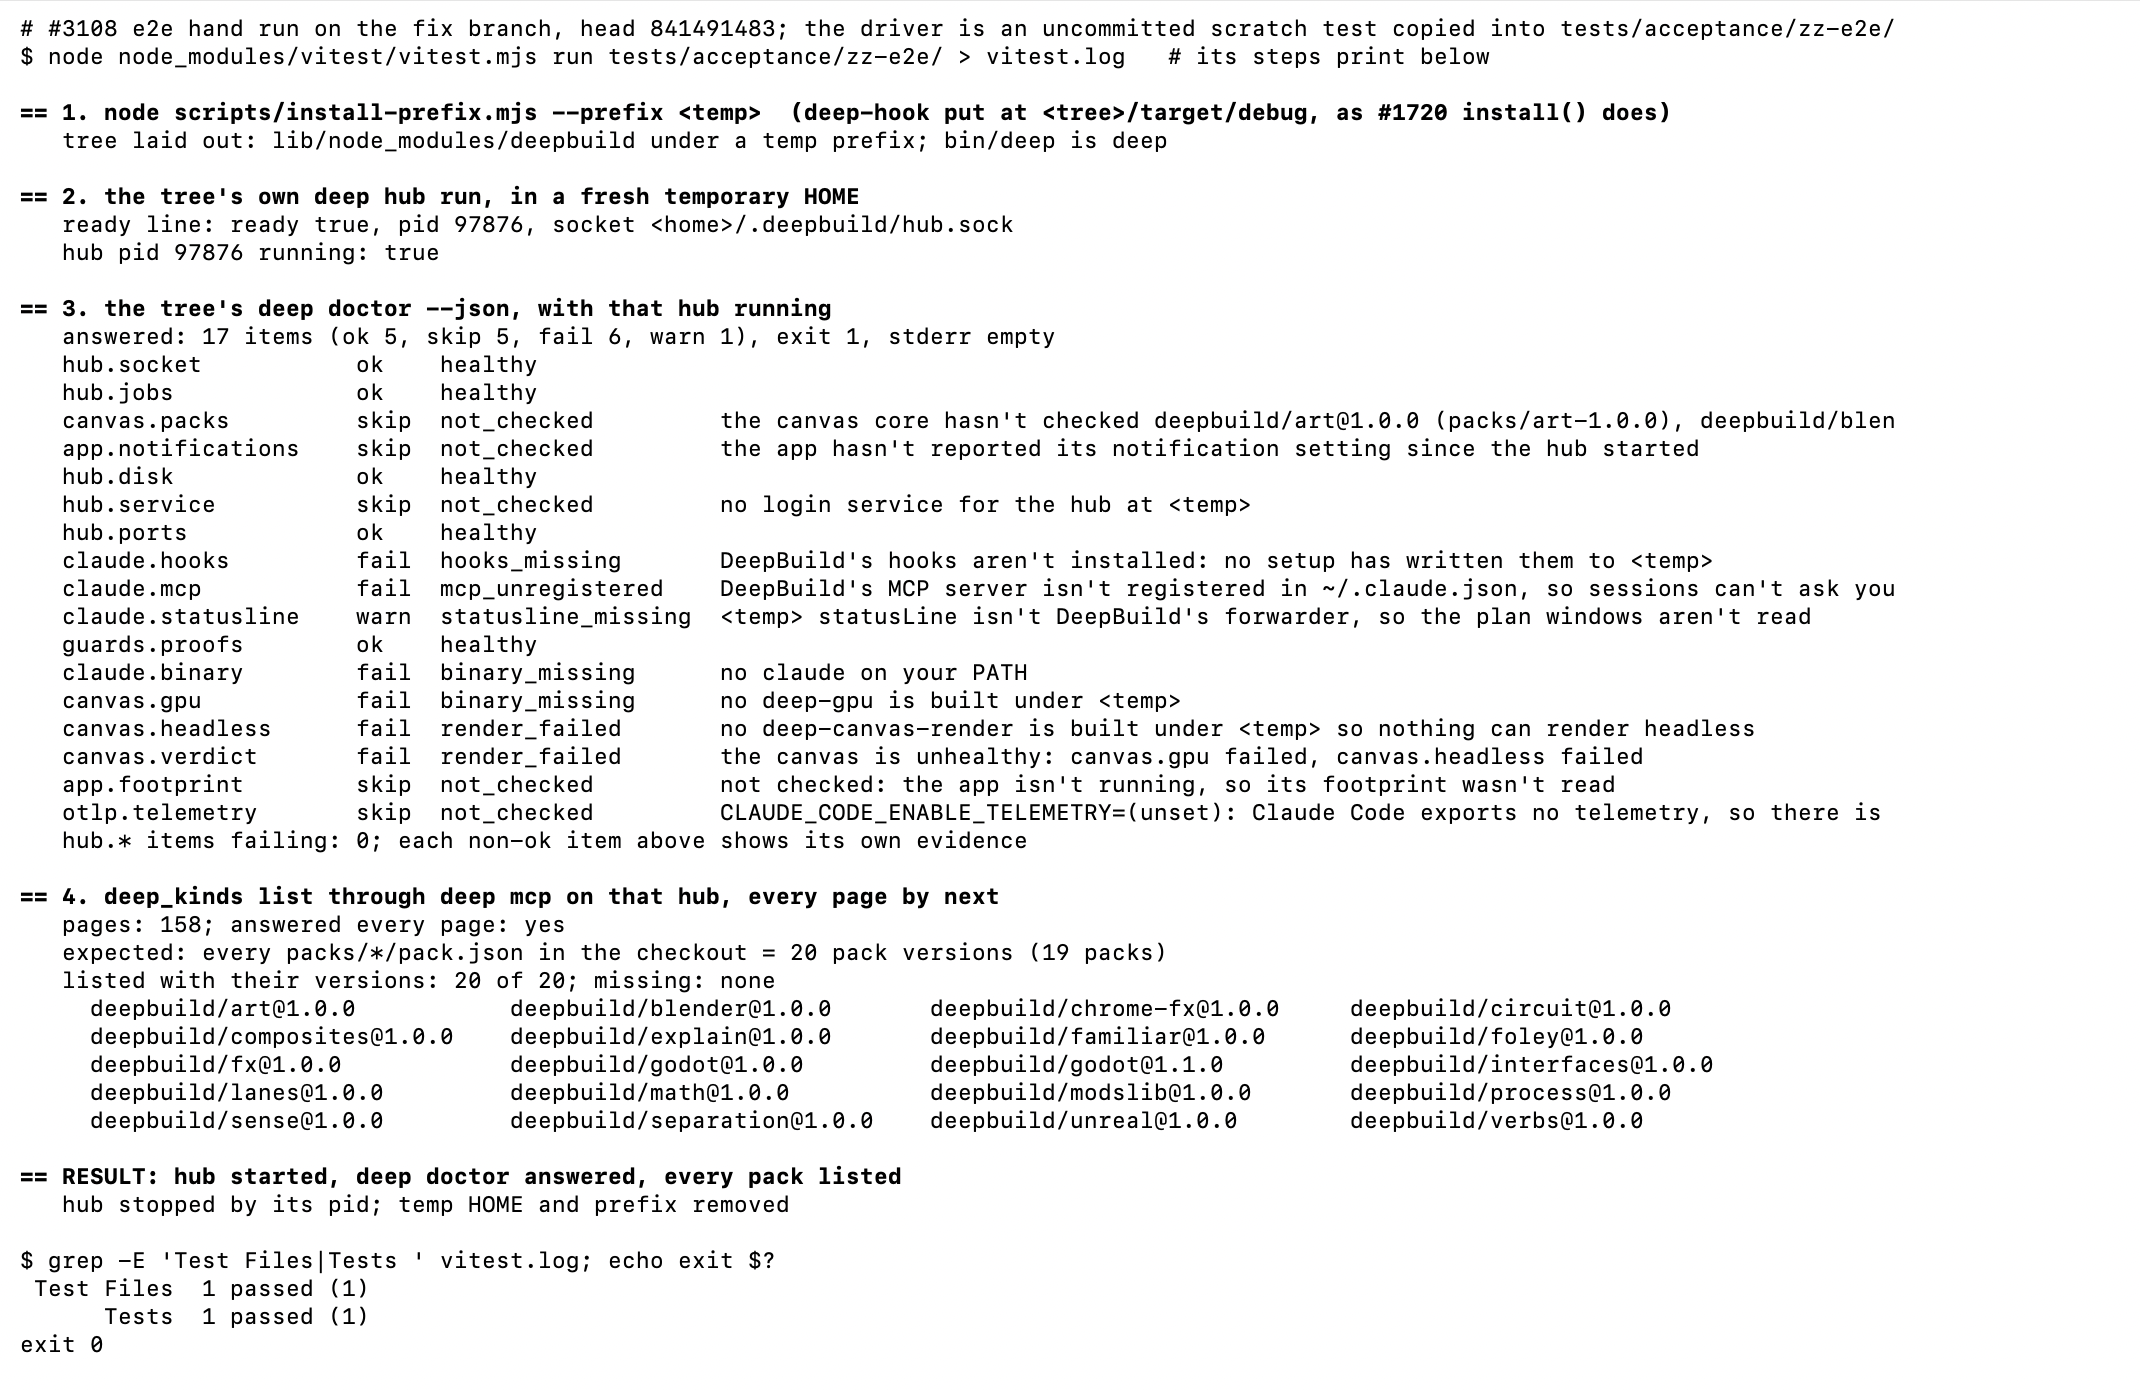 # #3108 e2e hand run on the fix branch, head 841491483; the driver is an uncommitted scratch test copied into tests/acceptance/zz-e2e/
$ node node_modules/vitest/vitest.mjs run tests/acceptance/zz-e2e/ > vitest.log   # its steps print below

== 1. node scripts/install-prefix.mjs --prefix <temp>  (deep-hook put at <tree>/target/debug, as #1720 install() does)
   tree laid out: lib/node_modules/deepbuild under a temp prefix; bin/deep is deep

== 2. the tree's own deep hub run, in a fresh temporary HOME
   ready line: ready true, pid 97876, socket <home>/.deepbuild/hub.sock
   hub pid 97876 running: true

== 3. the tree's deep doctor --json, with that hub running
   answered: 17 items (ok 5, skip 5, fail 6, warn 1), exit 1, stderr empty
   hub.socket           ok    healthy
   hub.jobs             ok    healthy
   canvas.packs         skip  not_checked         the canvas core hasn't checked deepbuild/art@1.0.0 (packs/art-1.0.0), deepbuild/blen
   app.notifications    skip  not_checked         the app hasn't reported its notification setting since the hub started
   hub.disk             ok    healthy
   hub.service          skip  not_checked         no login service for the hub at <temp>
   hub.ports            ok    healthy
   claude.hooks         fail  hooks_missing       DeepBuild's hooks aren't installed: no setup has written them to <temp>
   claude.mcp           fail  mcp_unregistered    DeepBuild's MCP server isn't registered in ~/.claude.json, so sessions can't ask you
   claude.statusline    warn  statusline_missing  <temp> statusLine isn't DeepBuild's forwarder, so the plan windows aren't read
   guards.proofs        ok    healthy
   claude.binary        fail  binary_missing      no claude on your PATH
   canvas.gpu           fail  binary_missing      no deep-gpu is built under <temp>
   canvas.headless      fail  render_failed       no deep-canvas-render is built under <temp> so nothing can render headless
   canvas.verdict       fail  render_failed       the canvas is unhealthy: canvas.gpu failed, canvas.headless failed
   app.footprint        skip  not_checked         not checked: the app isn't running, so its footprint wasn't read
   otlp.telemetry       skip  not_checked         CLAUDE_CODE_ENABLE_TELEMETRY=(unset): Claude Code exports no telemetry, so there is
   hub.* items failing: 0; each non-ok item above shows its own evidence

== 4. deep_kinds list through deep mcp on that hub, every page by next
   pages: 158; answered every page: yes
   expected: every packs/*/pack.json in the checkout = 20 pack versions (19 packs)
   listed with their versions: 20 of 20; missing: none
     deepbuild/art@1.0.0           deepbuild/blender@1.0.0       deepbuild/chrome-fx@1.0.0     deepbuild/circuit@1.0.0
     deepbuild/composites@1.0.0    deepbuild/explain@1.0.0       deepbuild/familiar@1.0.0      deepbuild/foley@1.0.0
     deepbuild/fx@1.0.0            deepbuild/godot@1.0.0         deepbuild/godot@1.1.0         deepbuild/interfaces@1.0.0
     deepbuild/lanes@1.0.0         deepbuild/math@1.0.0          deepbuild/modslib@1.0.0       deepbuild/process@1.0.0
     deepbuild/sense@1.0.0         deepbuild/separation@1.0.0    deepbuild/unreal@1.0.0        deepbuild/verbs@1.0.0

== RESULT: hub started, deep doctor answered, every pack listed
   hub stopped by its pid; temp HOME and prefix removed

$ grep -E 'Test Files|Tests ' vitest.log; echo exit $?
 Test Files  1 passed (1)
      Tests  1 passed (1)
exit 0